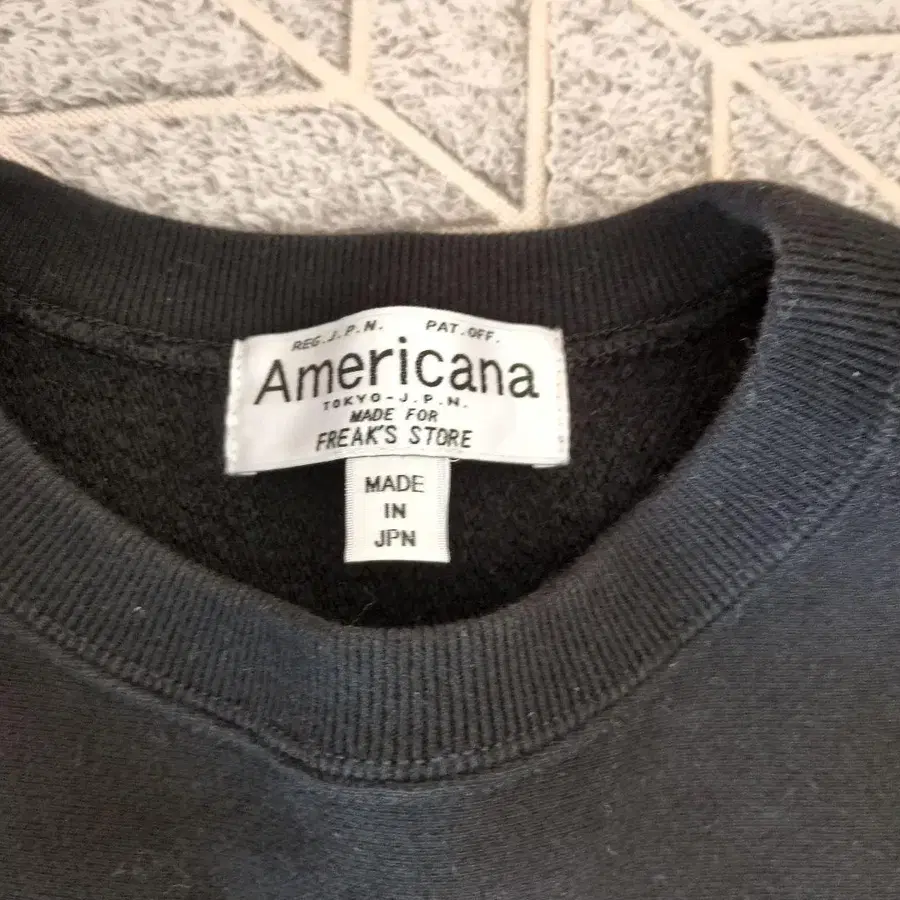 REG. J.P.N. PAT. OFF.
Americana
TOKYO-J.P.N.
MADE FOR
FREAK'S STORE
MADE
IN
JPN